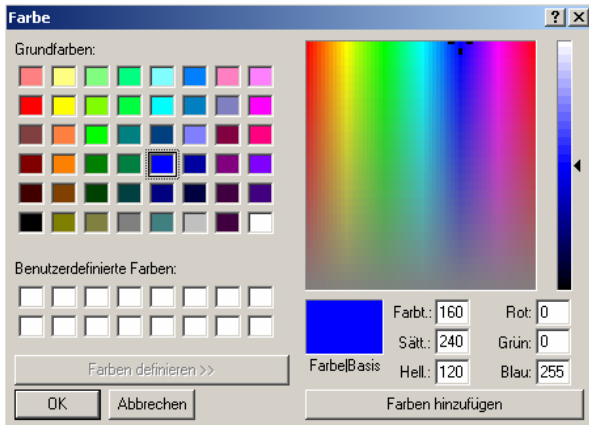 Farbe
Grundfarben:
Benutzerdefinierte Farben:
Farben definieren >>
OK Abbrechen
Farbe|Basis
Farbt.: 160 Rot: 0
Sätt.: 240 Grün: 0
Hell.: 120 Blau: 255
Farben hinzufügen